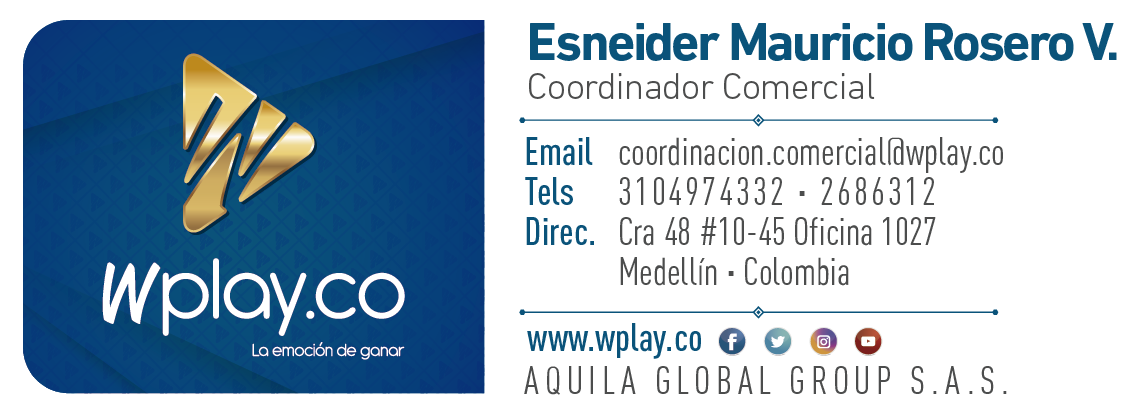 Wplay.co
La emoción de ganar
Esneider Mauricio Rosero V.
Coordinador Comercial
Email coordinacion.comercial@wplay.co
Tels 3104974332 · 2686312
Direc. Cra 48 #10-45 Oficina 1027
Medellín · Colombia
www.wplay.co
AQUILA GLOBAL GROUP S.A.S.